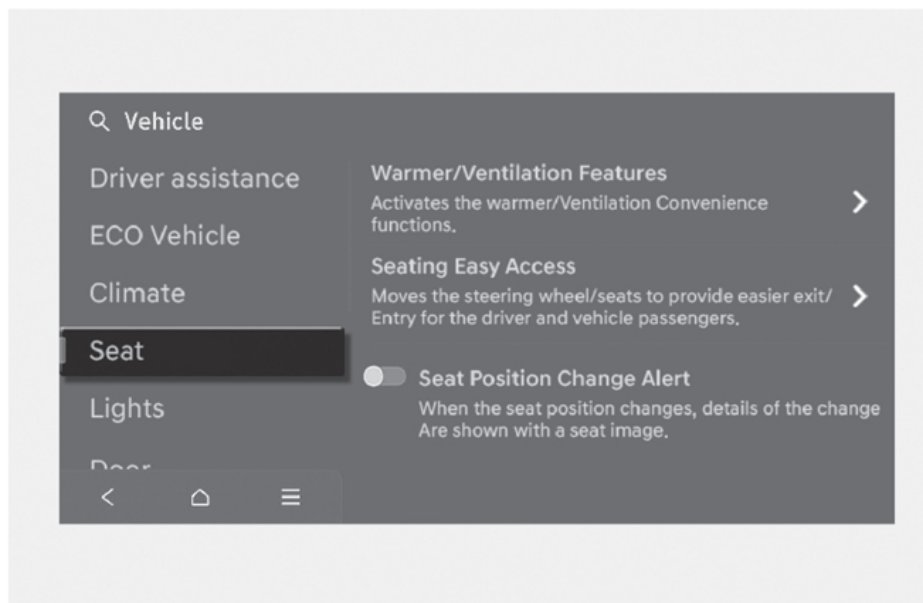 Vehicle
Driver assistance
ECO Vehicle
Climate
Seat
Lights
Door
Warmer/Ventilation Features
Activates the warmer/Ventilation Convenience
functions.
Seating Easy Access
Moves the steering wheel/seats to provide easier exit/
Entry for the driver and vehicle passengers.
Seat Position Change Alert
When the seat position changes, details of the change
Are shown with a seat image.